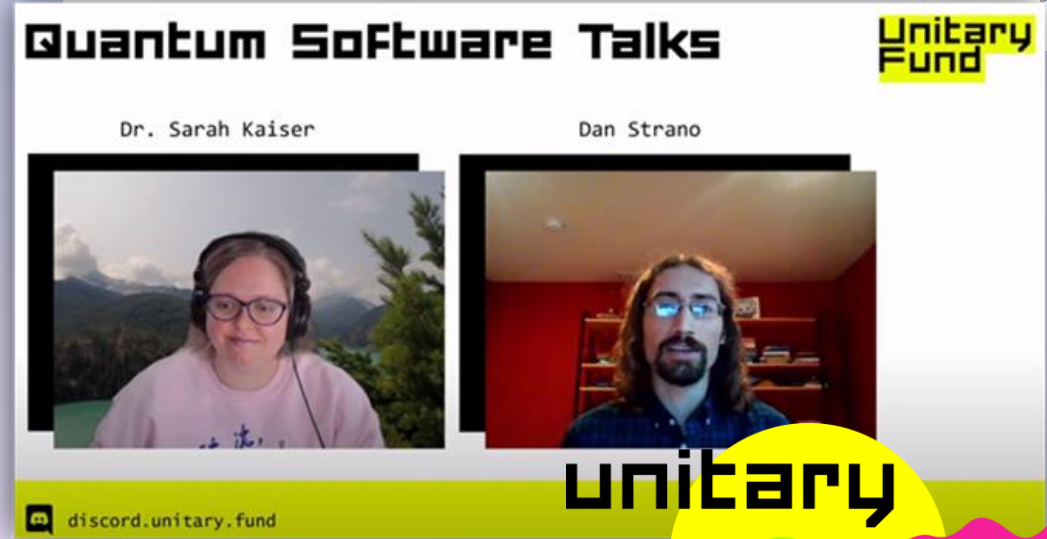 Quantum Software Talks
Unitary
Fund
Dr. Sarah Kaiser
Dan Strano
unitary
discord.unitary.fund